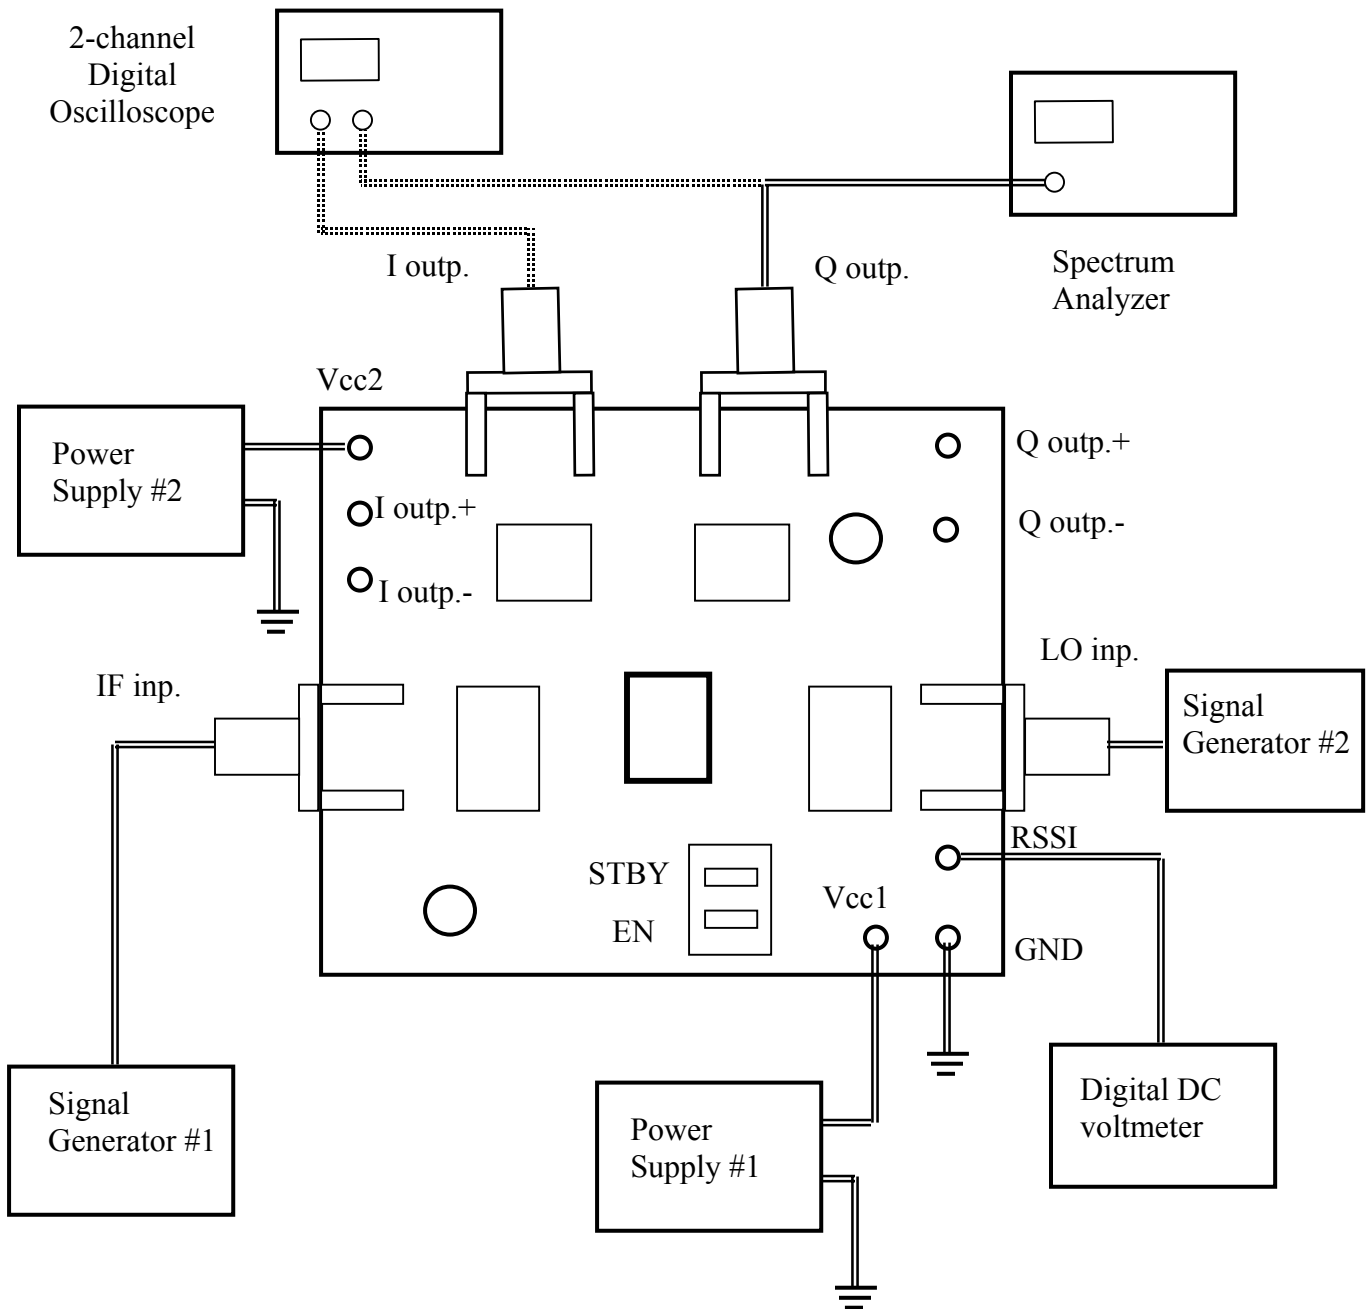 2-channel
Digital
Oscilloscope
I outp.
Q outp.
Spectrum
Analyzer
Vcc2
Power
Supply #2
Q outp.+
I outp.+
Q outp.-
I outp.-
LO inp.
IF inp.
Signal
Generator #2
RSSI
STBY
Vcc1
EN
GND
Signal
Generator #1
Power
Supply #1
Digital DC
voltmeter